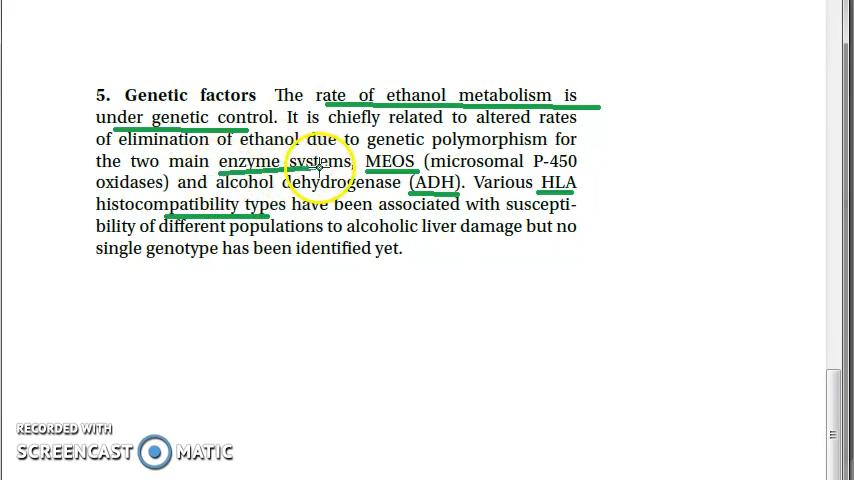 5. Genetic factors The rate of ethanol metabolism is
under genetic control. It is chiefly related to altered rates
of elimination of ethanol due to genetic polymorphism for
the two main enzyme systems, MEOS (microsomal P-450
oxidases) and alcohol dehydrogenase (ADH). Various HLA
histocompatibility types have been associated with suscepti-
bility of different populations to alcoholic liver damage but no
single genotype has been identified yet.
RECORDED WITH
SCREENCAST MATIC